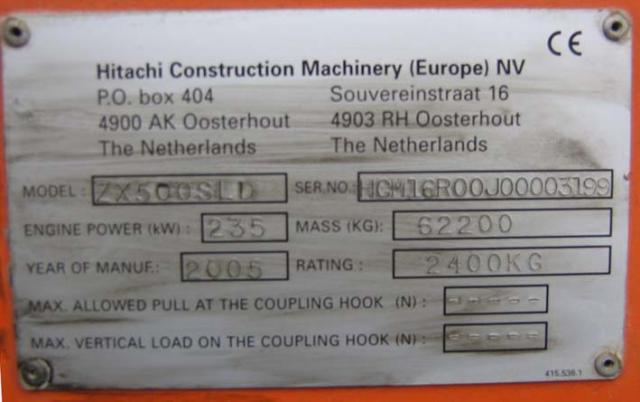 CE
Hitachi Construction Machinery (Europe) NV
P.O. box 404 Souvereinstraat 16
4900 AK Oosterhout 4903 RH Oosterhout
The Netherlands The Netherlands
MODEL : ZX500SLD SER.NO.: HCM16R00J00003199
ENGINE POWER (kW) : 235 MASS (KG): 62200
YEAR OF MANUF.: 2005 RATING : 2400KG
MAX. ALLOWED PULL AT THE COUPLING HOOK (N) : -----
MAX. VERTICAL LOAD ON THE COUPLING HOOK (N) : -----
415.536.1